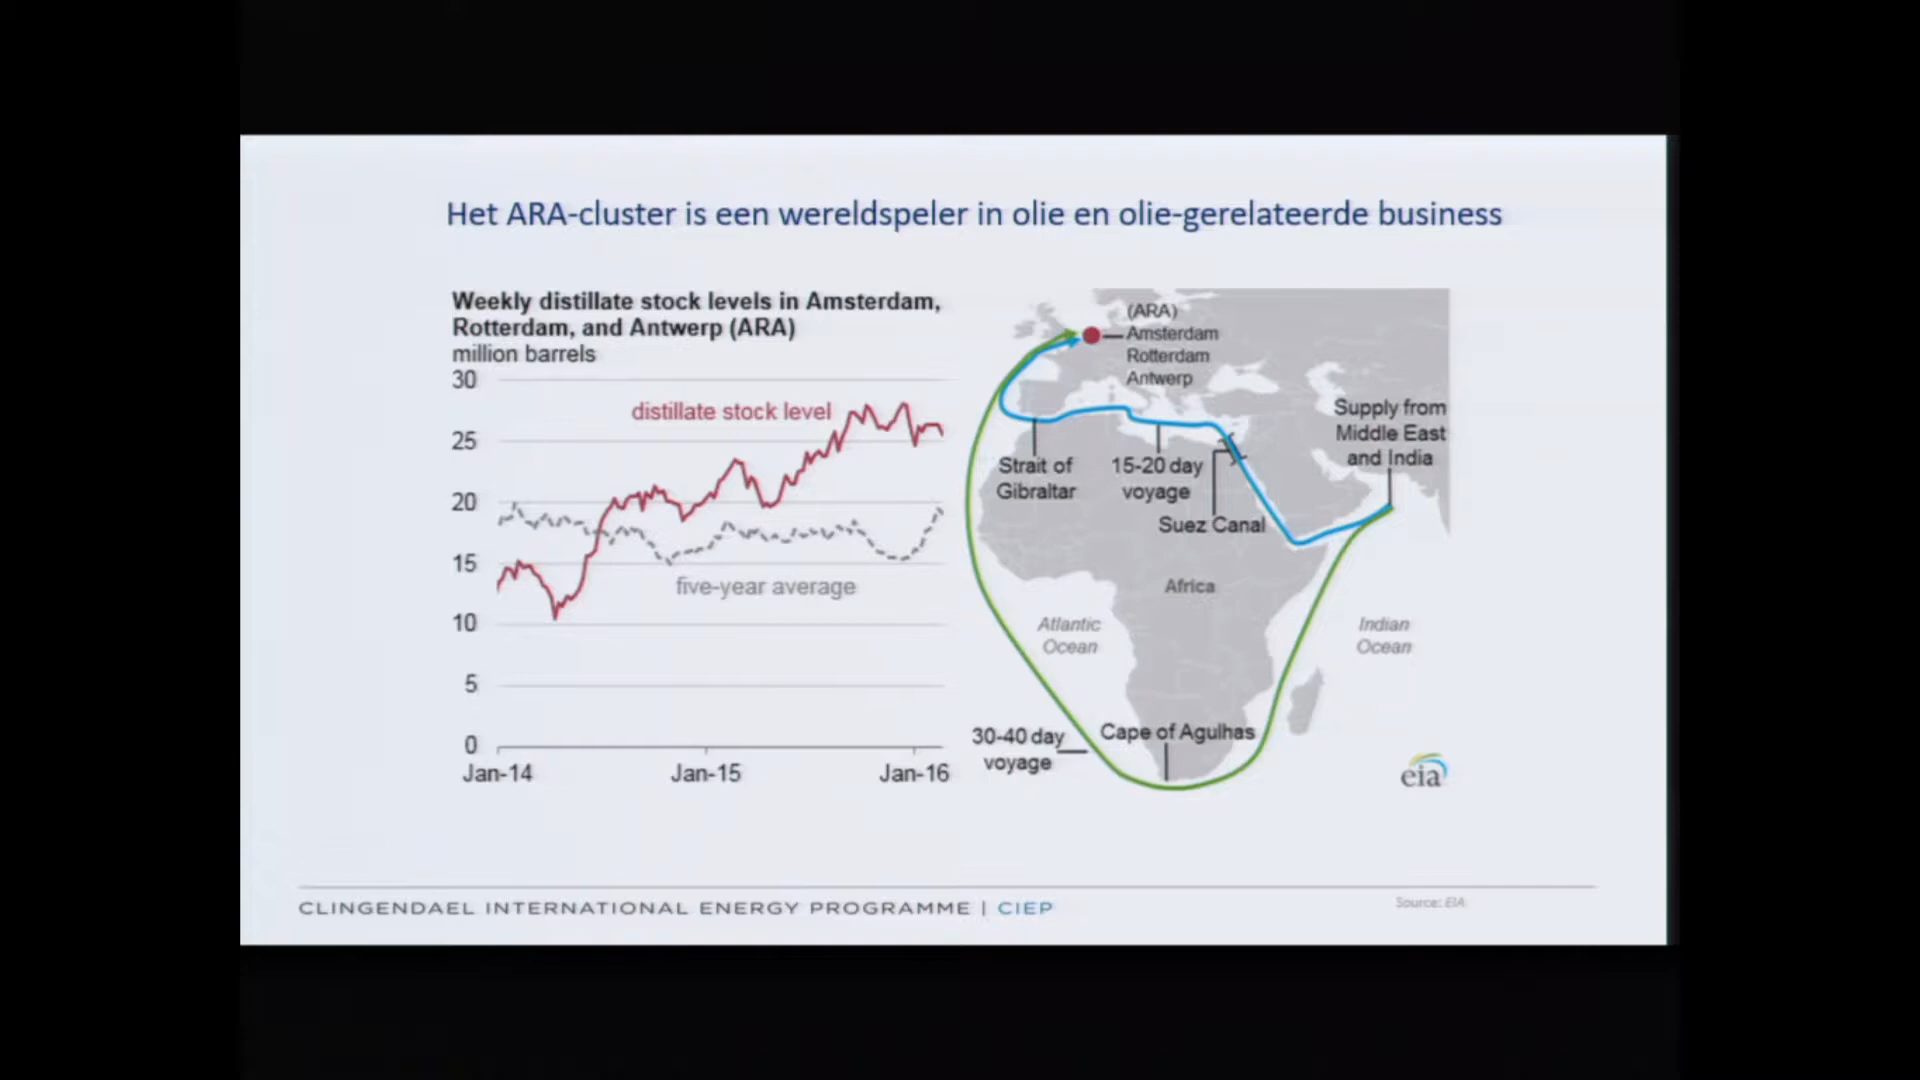 Het ARA-cluster is een wereldspeler in olie en olie-gerelateerde business
Weekly distillate stock levels in Amsterdam,
Rotterdam, and Antwerp (ARA)
million barrels
30
25
20
15
10
5
0
distillate stock level
five-year average
Jan-14
Jan-15
Jan-16
(ARA)
Amsterdam
Rotterdam
Antwerp
Supply from
Middle East
and India
Strait of
Gibraltar
15-20 day
voyage
Suez Canal
Africa
Atlantic
Ocean
Indian
Ocean
30-40 day
voyage
Cape of Agulhas
eia
CLINGENDAEL INTERNATIONAL ENERGY PROGRAMME | CIEP
Source: EIA